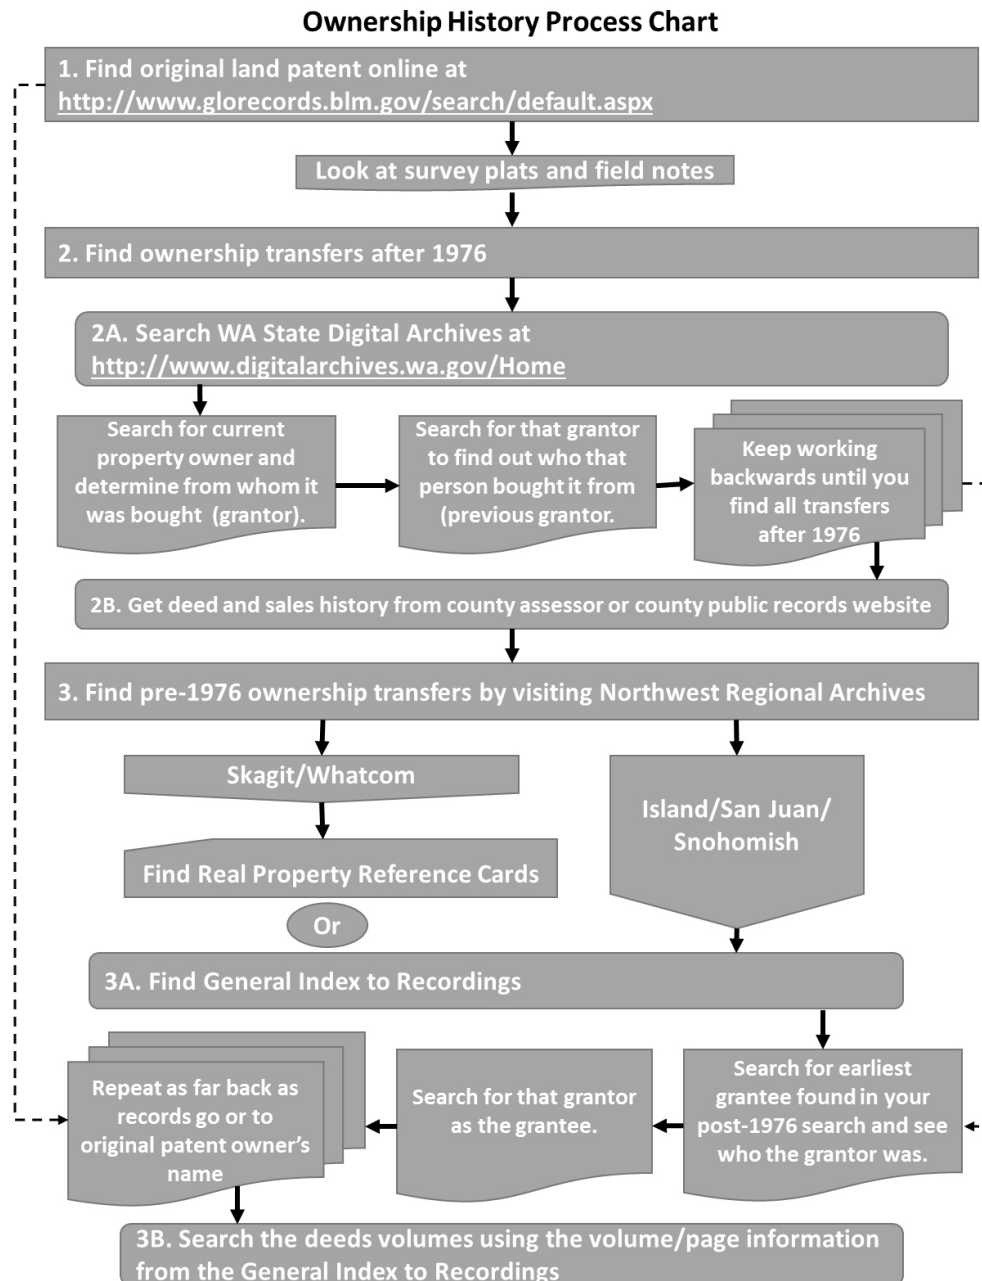 Ownership History Process Chart
1. Find original land patent online at
http://www.glorecords.blm.gov/search/default.aspx
Look at survey plats and field notes
2. Find ownership transfers after 1976
2A. Search WA State Digital Archives at
http://www.digitalarchives.wa.gov/Home
Search for current
property owner and
determine from whom it
was bought (grantor).
Search for that grantor
to find out who that
person bought it from
(previous grantor.
Keep working
backwards until you
find all transfers
after 1976
2B. Get deed and sales history from county assessor or county public records website
3. Find pre-1976 ownership transfers by visiting Northwest Regional Archives
Skagit/Whatcom
Island/San Juan/
Snohomish
Find Real Property Reference Cards
Or
3A. Find General Index to Recordings
Search for earliest
grantee found in your
post-1976 search and see
who the grantor was.
Search for that grantor
as the grantee.
Repeat as far back as
records go or to
original patent owner's
name
3B. Search the deeds volumes using the volume/page information
from the General Index to Recordings